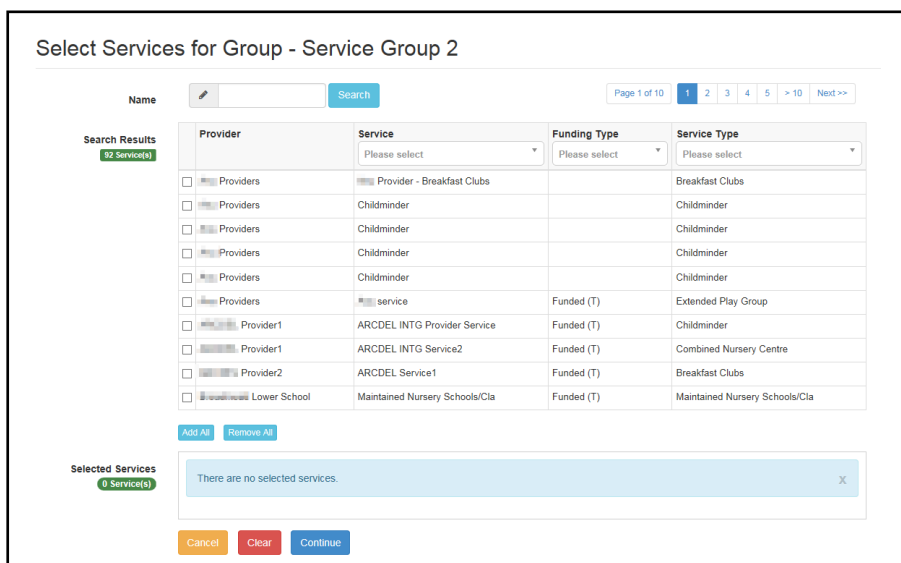 Select Services for Group - Service Group 2
Name
Search
Page 1 of 10 1 2 3 4 5 > 10 Next >>
Search Results
92 Service(s)
Provider Service Funding Type Service Type
Please select Please select Please select
Providers Provider - Breakfast Clubs Breakfast Clubs
Providers Childminder Childminder
Providers Childminder Childminder
Providers Childminder Childminder
Providers Childminder Childminder
Providers service Funded (T) Extended Play Group
Provider1 ARCDEL INTG Provider Service Funded (T) Childminder
Provider1 ARCDEL INTG Service2 Funded (T) Combined Nursery Centre
Provider2 ARCDEL Service1 Funded (T) Breakfast Clubs
Lower School Maintained Nursery Schools/Cla Funded (T) Maintained Nursery Schools/Cla
Add All Remove All
Selected Services
0 Service(s)
There are no selected services. X
Cancel Clear Continue